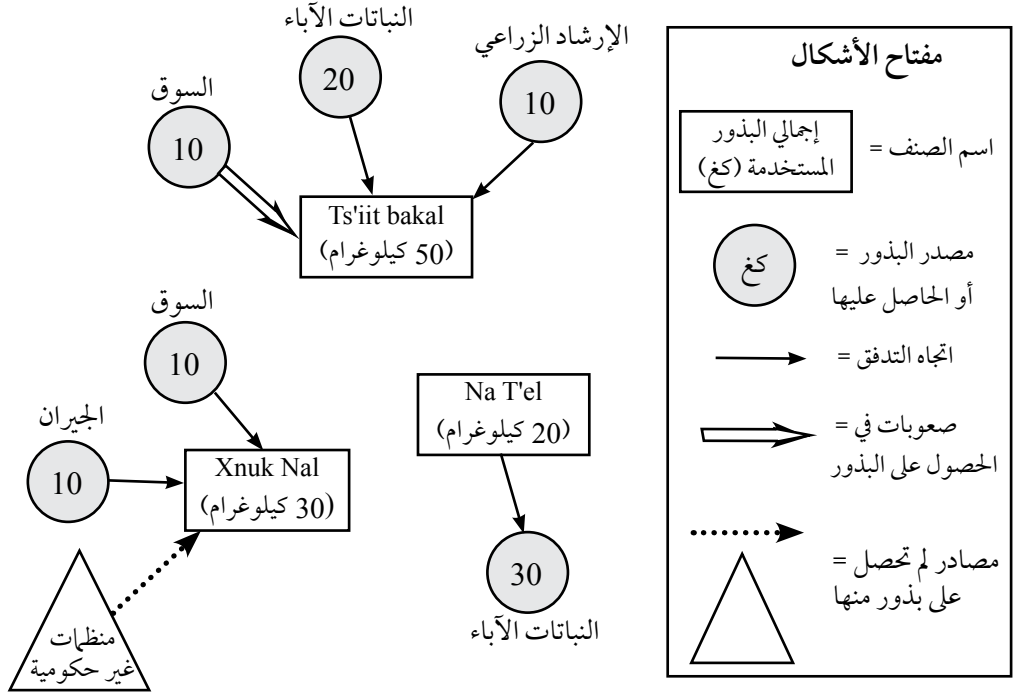 النباتات الآباء
20
الإرشاد الزراعي
10
السوق
10
Ts'iit bakal
(50 كيلوغرام)
السوق
10
الجيران
10
Xnuk Nal
(30 كيلوغرام)
منظمات
غير حكومية
Na T'el
(20 كيلوغرام)
30
النباتات الآباء
مفتاح الأشكال
إجمالي البذور
المستخدمة (كغ)
اسم الصنف =
كغ
مصدر البذور =
أو الحاصل عليها
اتجاه التدفق =
صعوبات في =
الحصول على البذور
مصادر لم تحصل =
على بذور منها